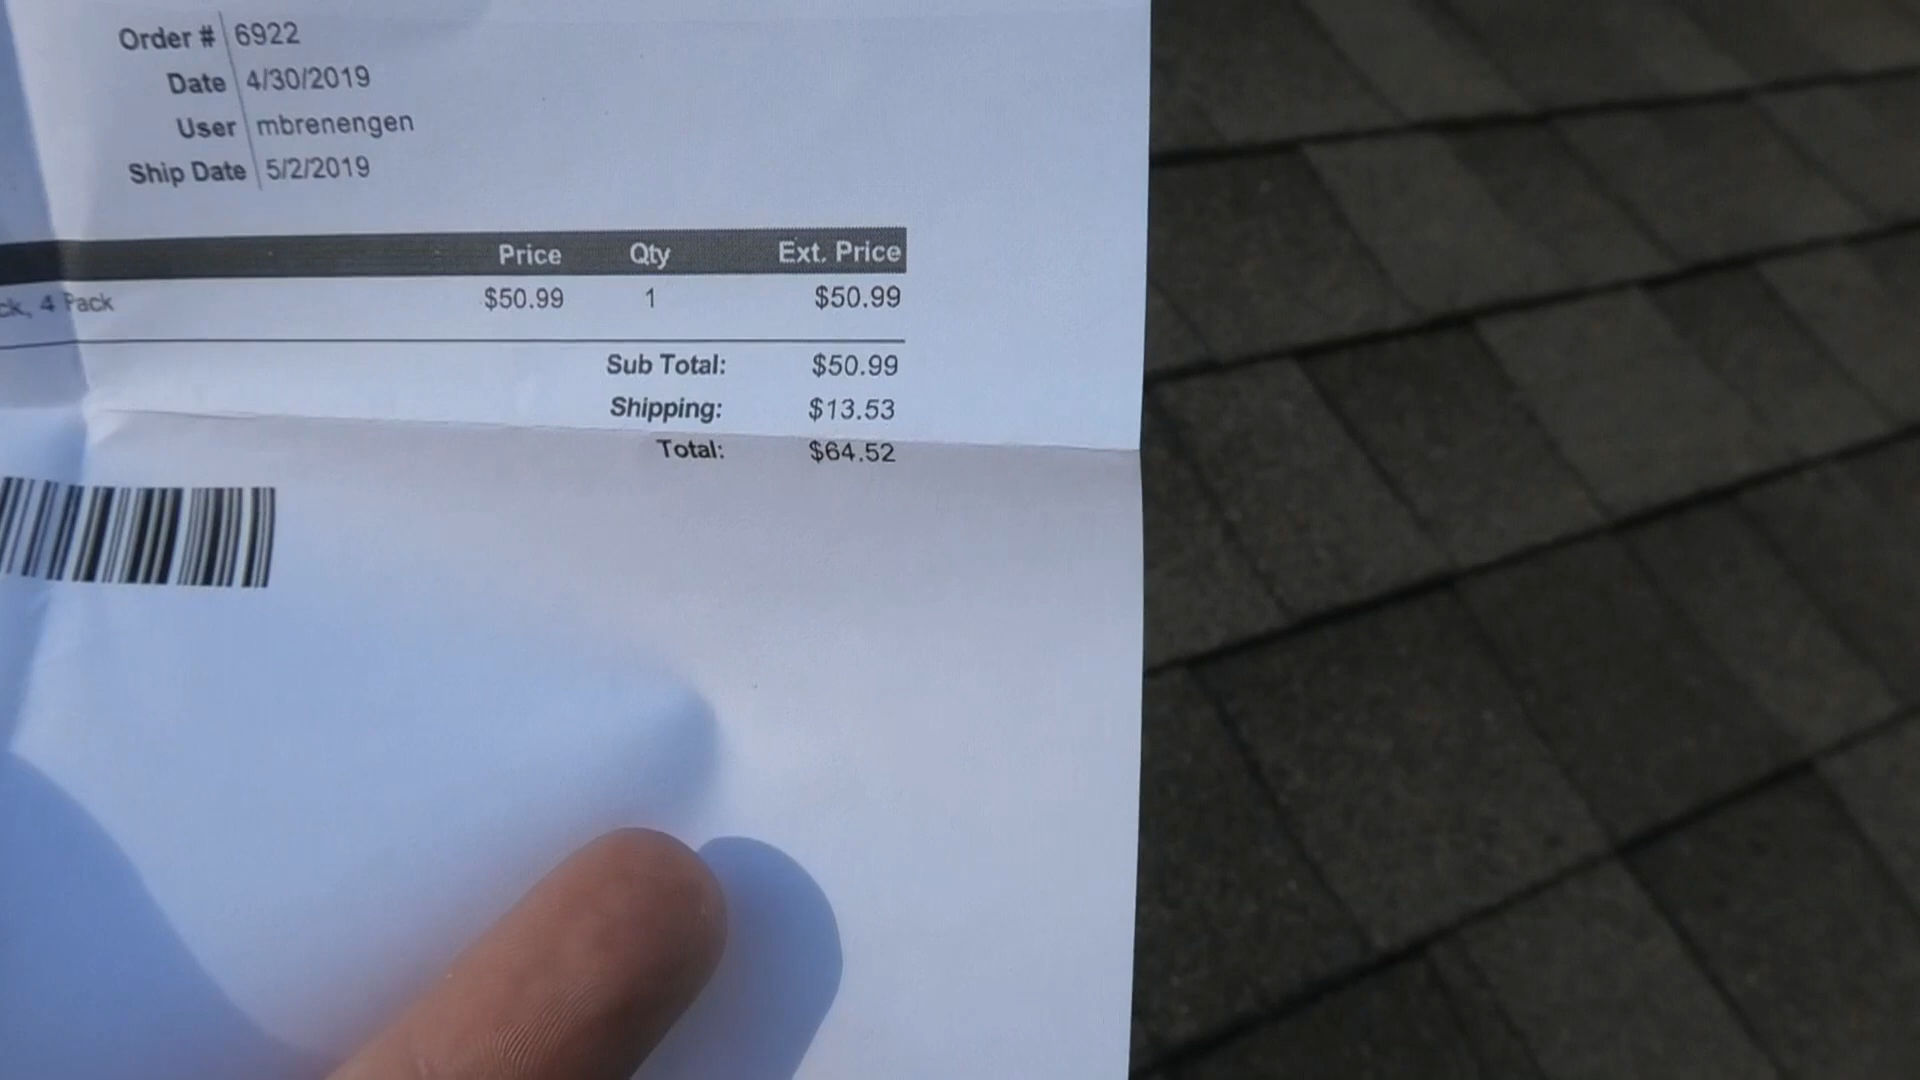 Order # 6922
Date 4/30/2019
User mbrenengen
Ship Date 5/2/2019
Price Qty Ext. Price
ck, 4 Pack $50.99 1 $50.99
Sub Total: $50.99
Shipping: $13.53
Total: $64.52